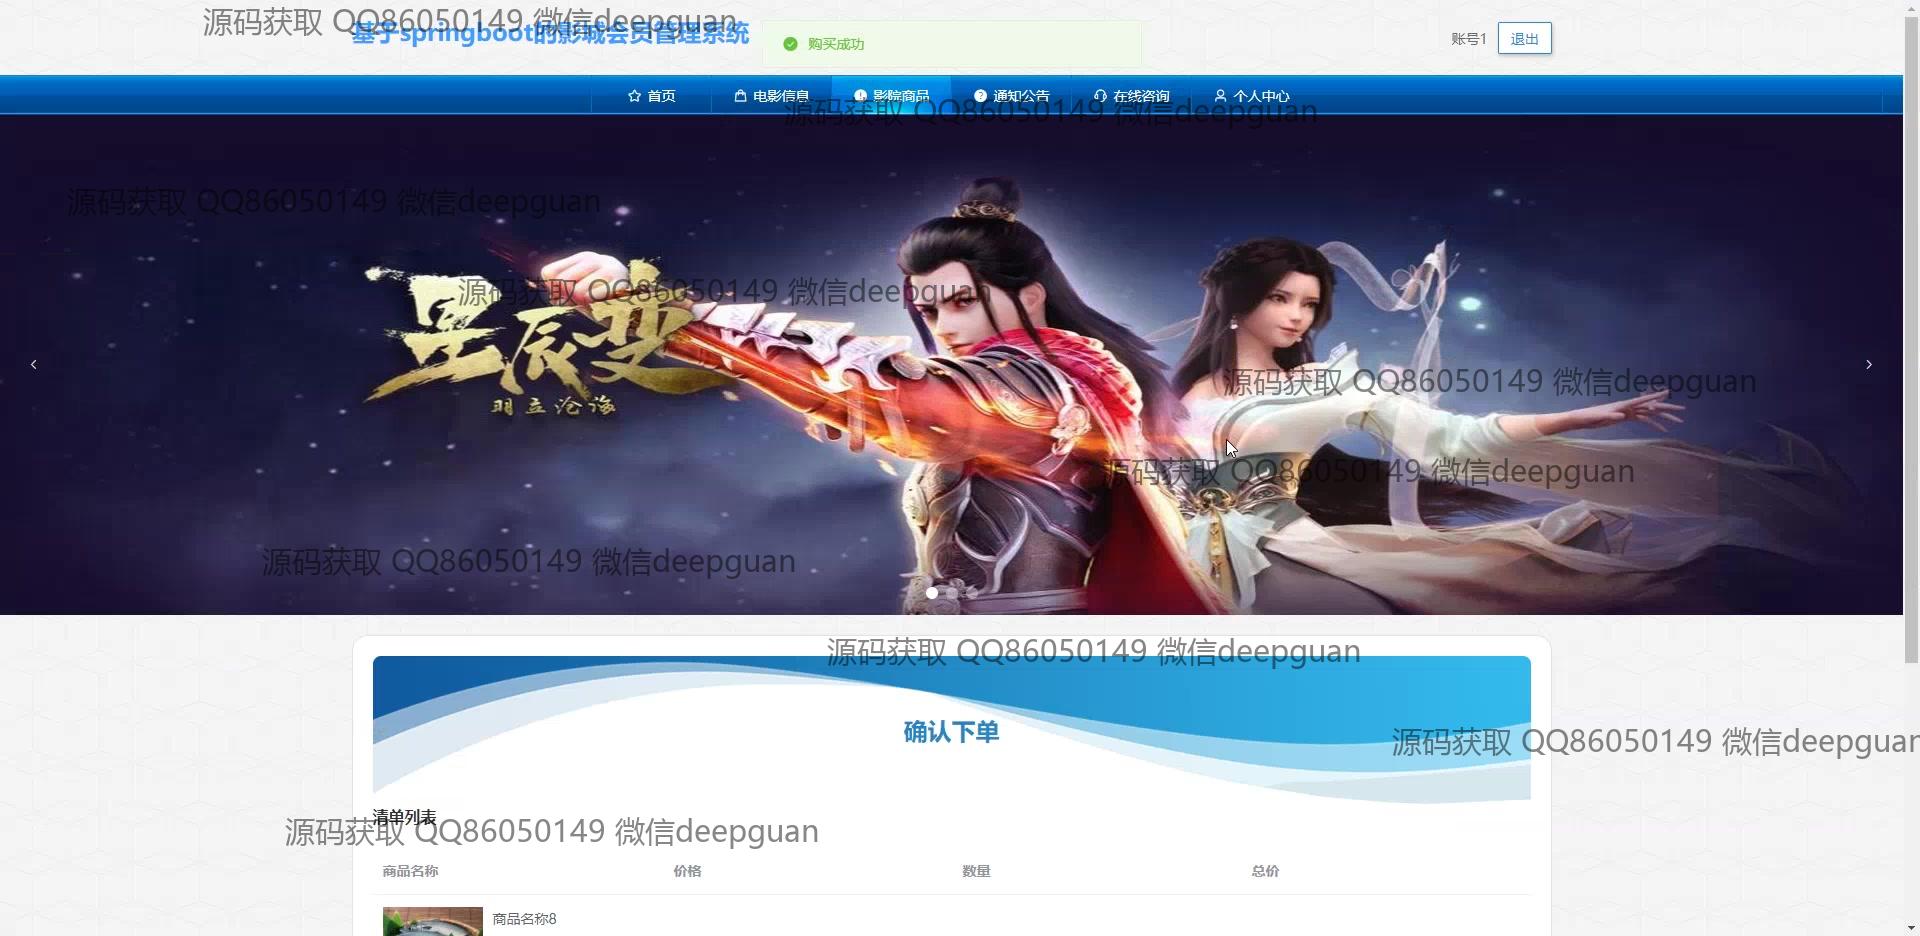 源码获取 QQ86050149 微信deepguan
基于springboot的影城会员管理系统
购买成功
账号1
退出
首页
电影信息
影院商品
通知公告
在线咨询
个人中心
源码获取 QQ86050149 微信deepguan
源码获取 QQ86050149 微信deepguan
星辰变
明立沧海
源码获取 QQ86050149 微信deepguan
源码获取 QQ86050149 微信deepguan
源码获取 QQ86050149 微信deepguan
源码获取 QQ86050149 微信deepguan
源码获取 QQ86050149 微信deepguan
确认下单
源码获取 QQ86050149 微信deepguan
清单列表
源码获取 QQ86050149 微信deepguan
商品名称 价格 数量 总价
商品名称8